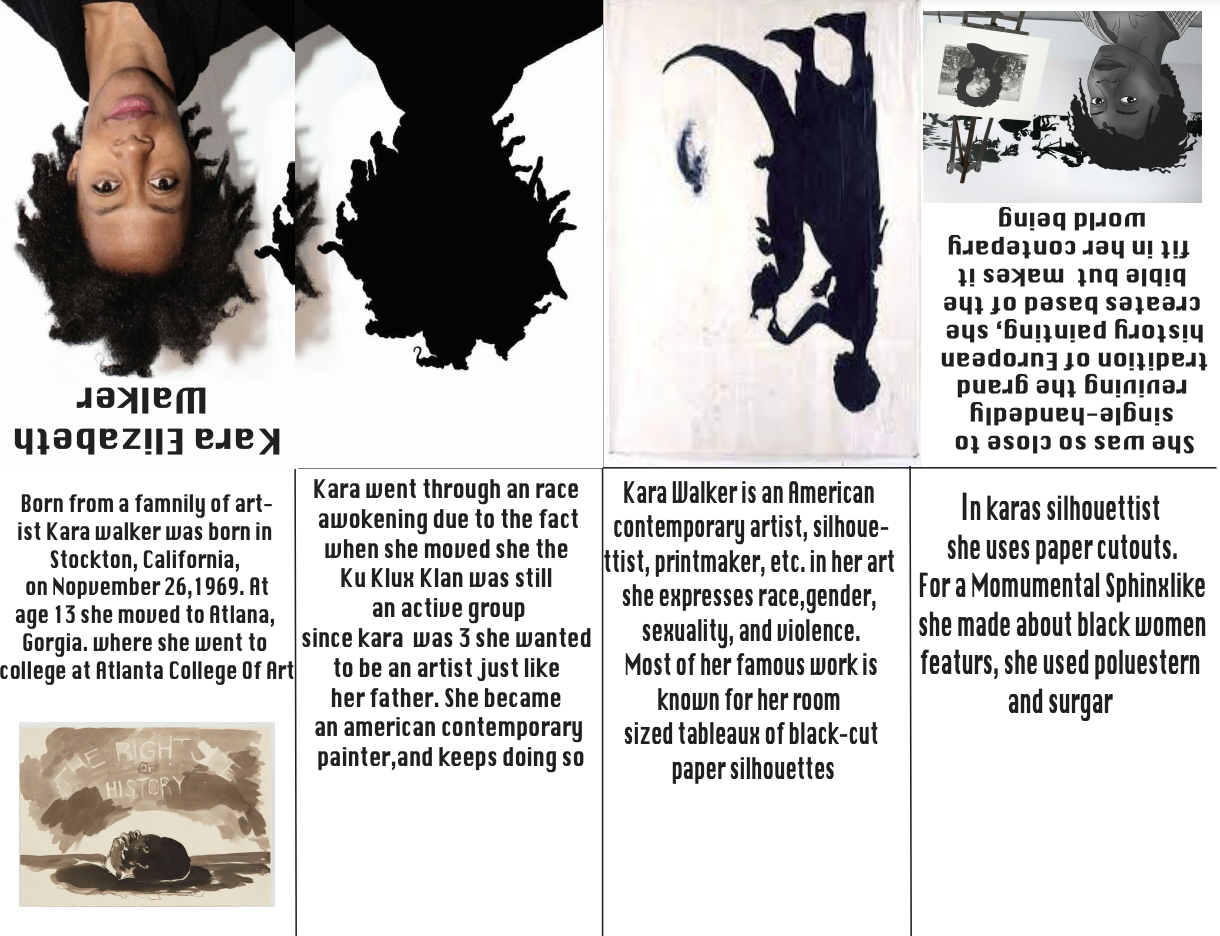 Kara Elizabeth
Walker
She was so close to
single-handedly
reviving the grand
tradition of European
history painting, she
creates based of the
bible but makes it
fit in her contepary
world being
Born from a famnily of art-
ist Kara walker was born in
Stockton, California,
on Nopvember 26,1969. At
age 13 she moved to Atlana,
Gorgia. where she went to
college at Atlanta College Of Art
THE RIGHT SIDE
OF
HISTORY
Kara went through an race
awokening due to the fact
when she moved she the
Ku Klux Klan was still
an active group
since kara was 3 she wanted
to be an artist just like
her father. She became
an american contemporary
painter,and keeps doing so
Kara Walker is an American
contemporary artist, silhoue-
ttist, printmaker, etc. in her art
she expresses race,gender,
sexuality, and violence.
Most of her famous work is
known for her room
sized tableaux of black-cut
paper silhouettes
In karas silhouettist
she uses paper cutouts.
For a Momumental Sphinxlike
she made about black women
featurs, she used poluestern
and surgar